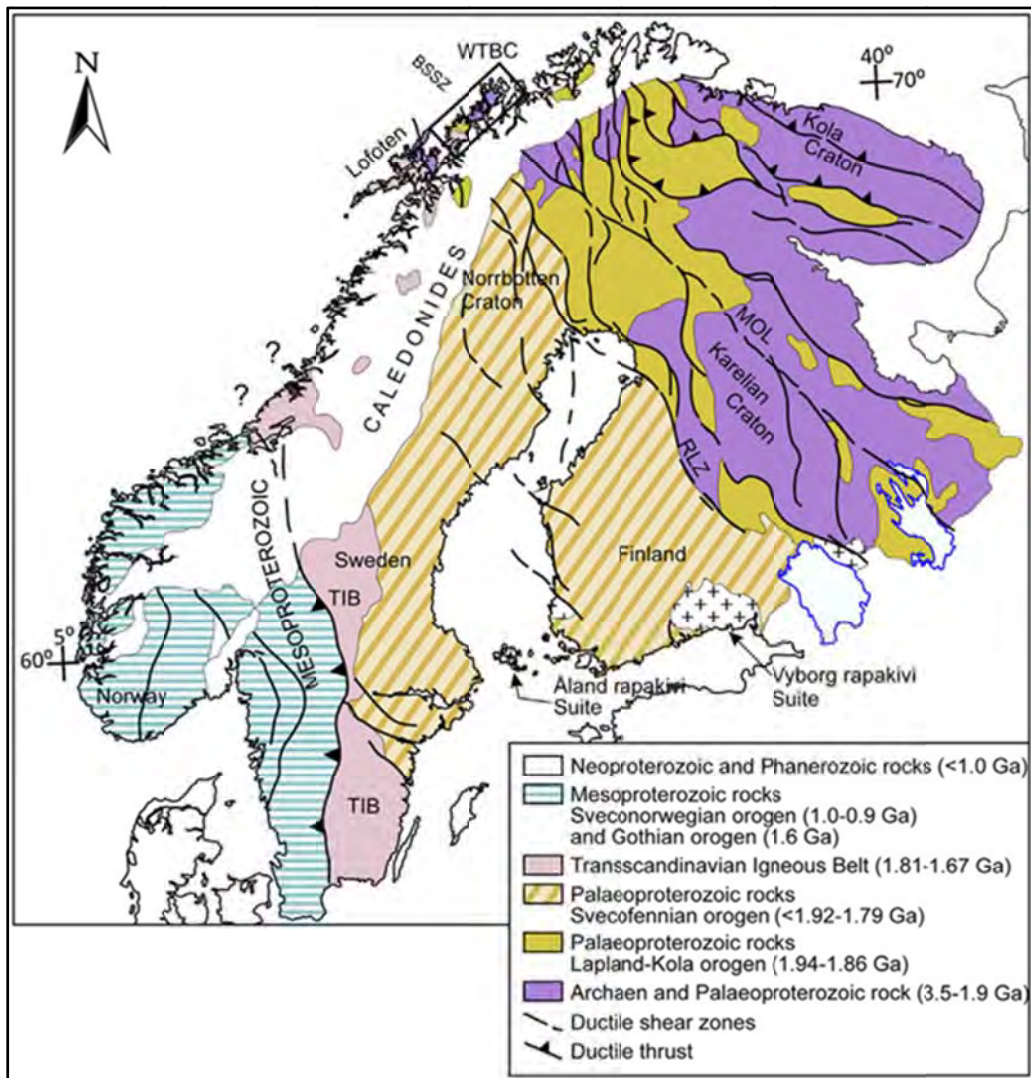 N
WTBC
BSSZ
Lofoten
40°
70°
Kola
Craton
CALEDONIDES
Norrbotten
Craton
MOL
Karelian
Craton
RLZ
?
?
MESOPROTEROZOIC
Sweden
TIB
Finland
5°
60°
Norway
Åland rapakivi
Suite
Vyborg rapakivi
Suite
TIB
Neoproterozoic and Phanerozoic rocks (<1.0 Ga)
Mesoproterozoic rocks
Sveconorwegian orogen (1.0-0.9 Ga)
and Gothian orogen (1.6 Ga)
Transscandinavian Igneous Belt (1.81-1.67 Ga)
Palaeoproterozoic rocks
Svecofennian orogen (<1.92-1.79 Ga)
Palaeoproterozoic rocks
Lapland-Kola orogen (1.94-1.86 Ga)
Archaen and Palaeoproterozoic rock (3.5-1.9 Ga)
Ductile shear zones
Ductile thrust